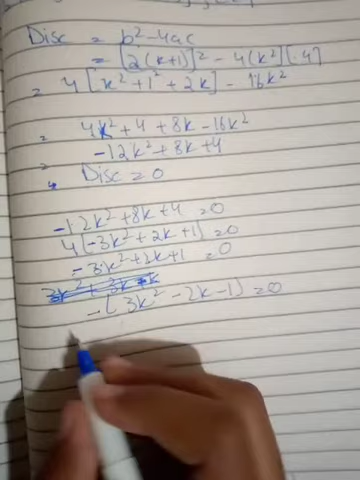 Disc = b² - 4ac
= [2(k+1)]² - 4(k²)(4)
= 4[k² + 1² + 2k] - 16k²
= 4k² + 4 + 8k - 16k²
= -12k² + 8k + 4
Disc = 0
-12k² + 8k + 4 = 0
4(-3k² + 2k + 1) = 0
-3k² + 2k + 1 = 0
-(3k² - 2k - 1) = 0